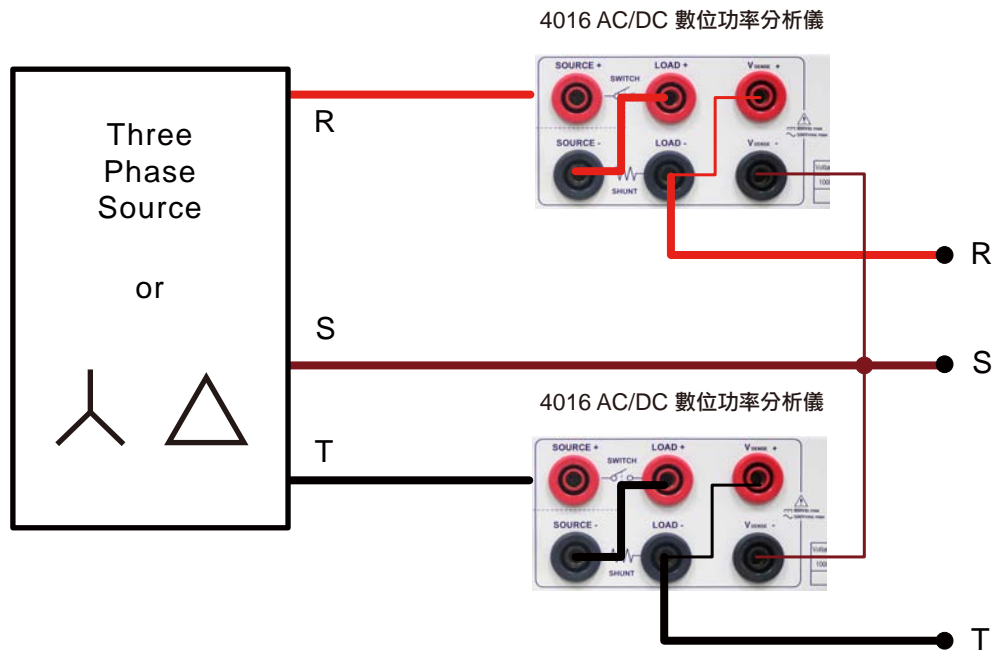 4016 AC/DC 數位功率分析儀
Three
Phase
Source
or
R
SOURCE +
LOAD +
V SENSE +
SWITCH
SOURCE -
LOAD -
V SENSE -
SHUNT
R
S
S
4016 AC/DC 數位功率分析儀
T
SOURCE +
LOAD +
V SENSE +
SWITCH
SOURCE -
LOAD -
V SENSE -
SHUNT
T